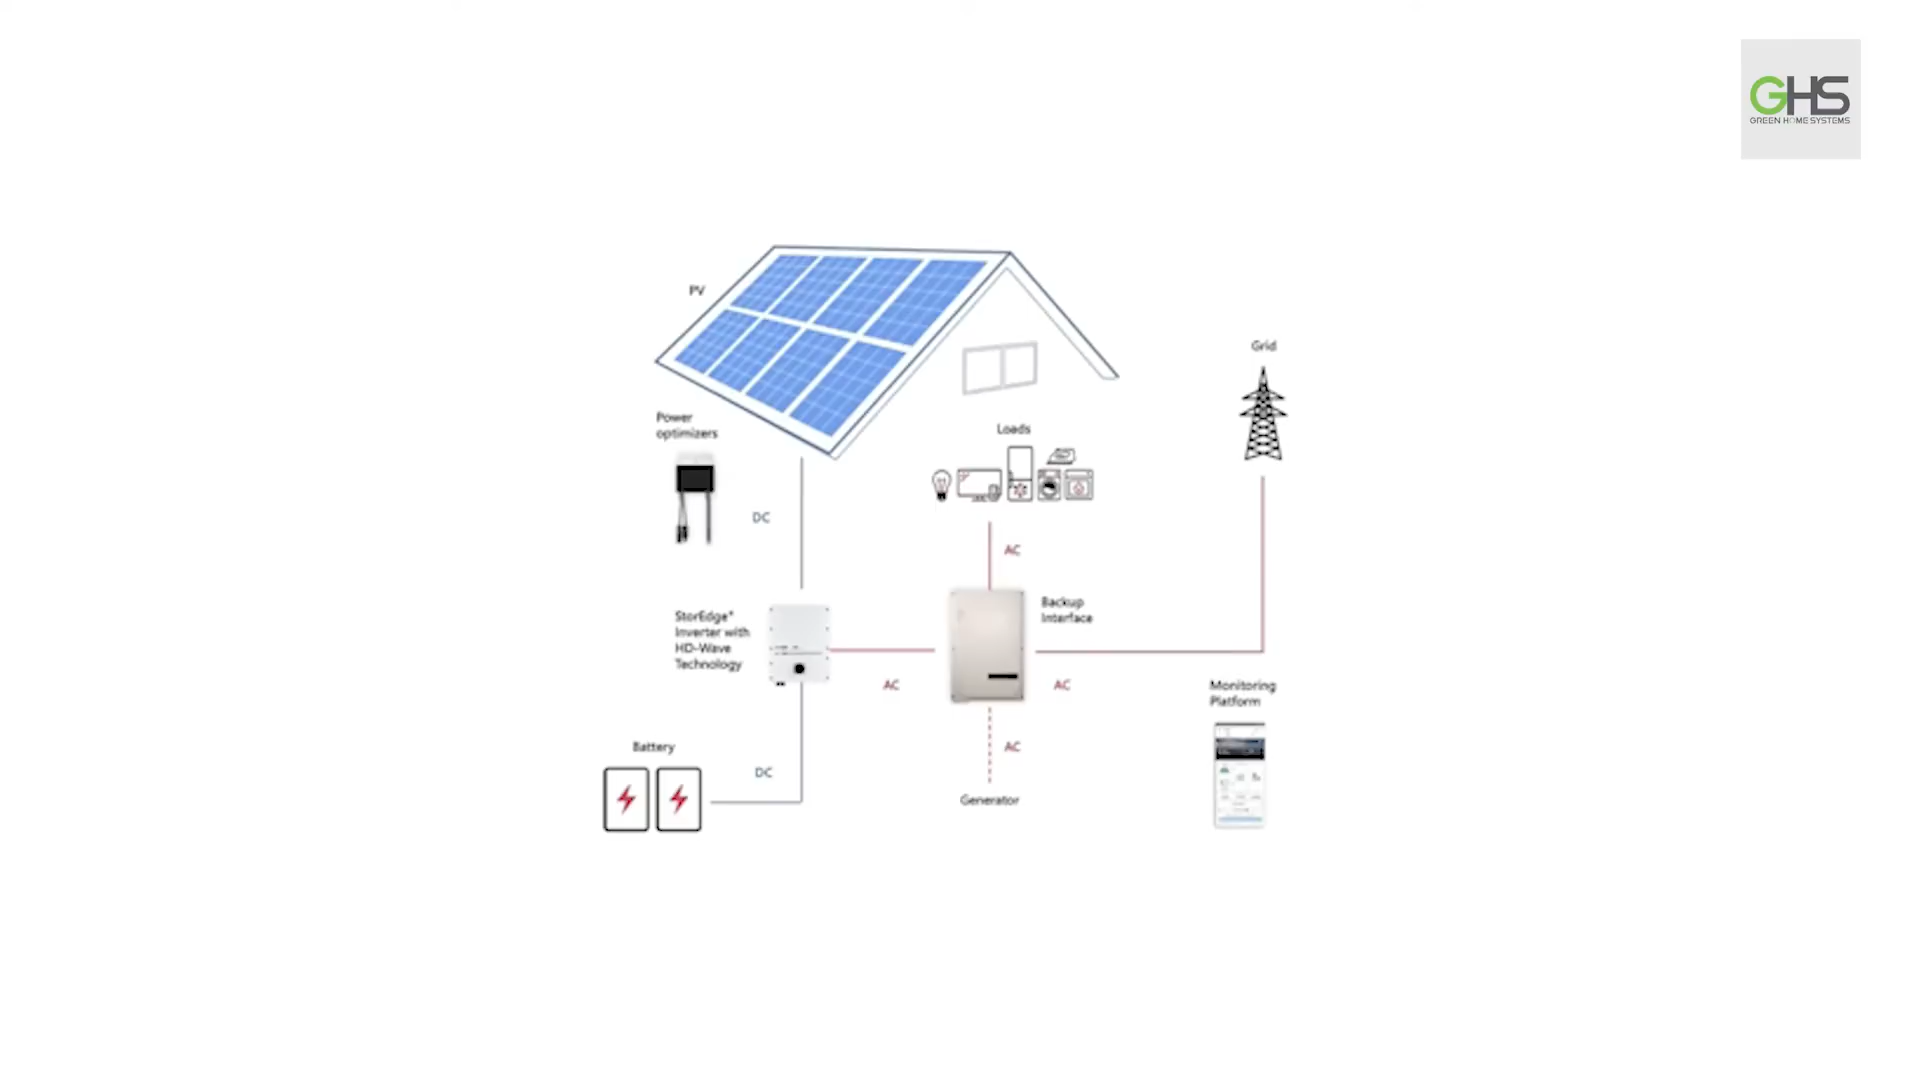 GHS
GREEN HOME SYSTEMS
PV
Grid
Power
optimizers
Loads
DC
AC
StorEdge*
Inverter with
HD-Wave
Technology
Backup
Interface
AC
AC
Monitoring
Platform
Battery
DC
AC
Generator